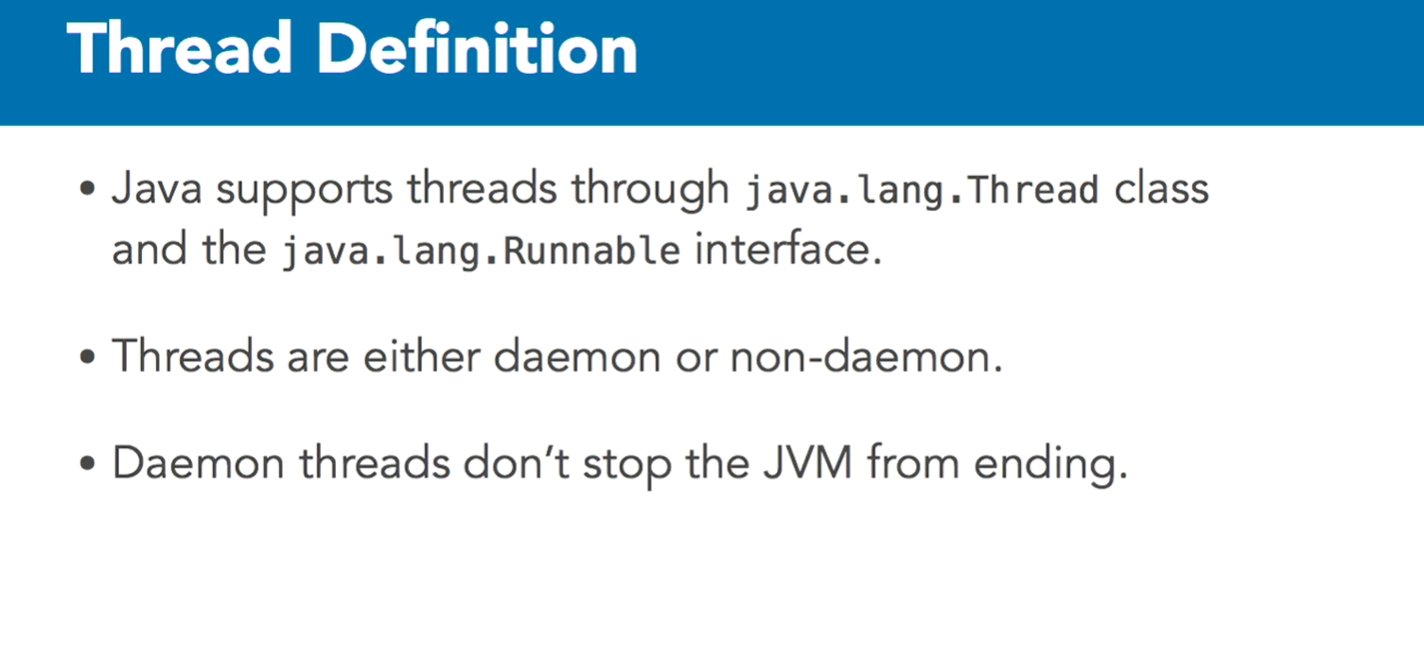 Thread Definition
• Java supports threads through java.lang.Thread class
and the java.lang.Runnable interface.
• Threads are either daemon or non-daemon.
• Daemon threads don’t stop the JVM from ending.